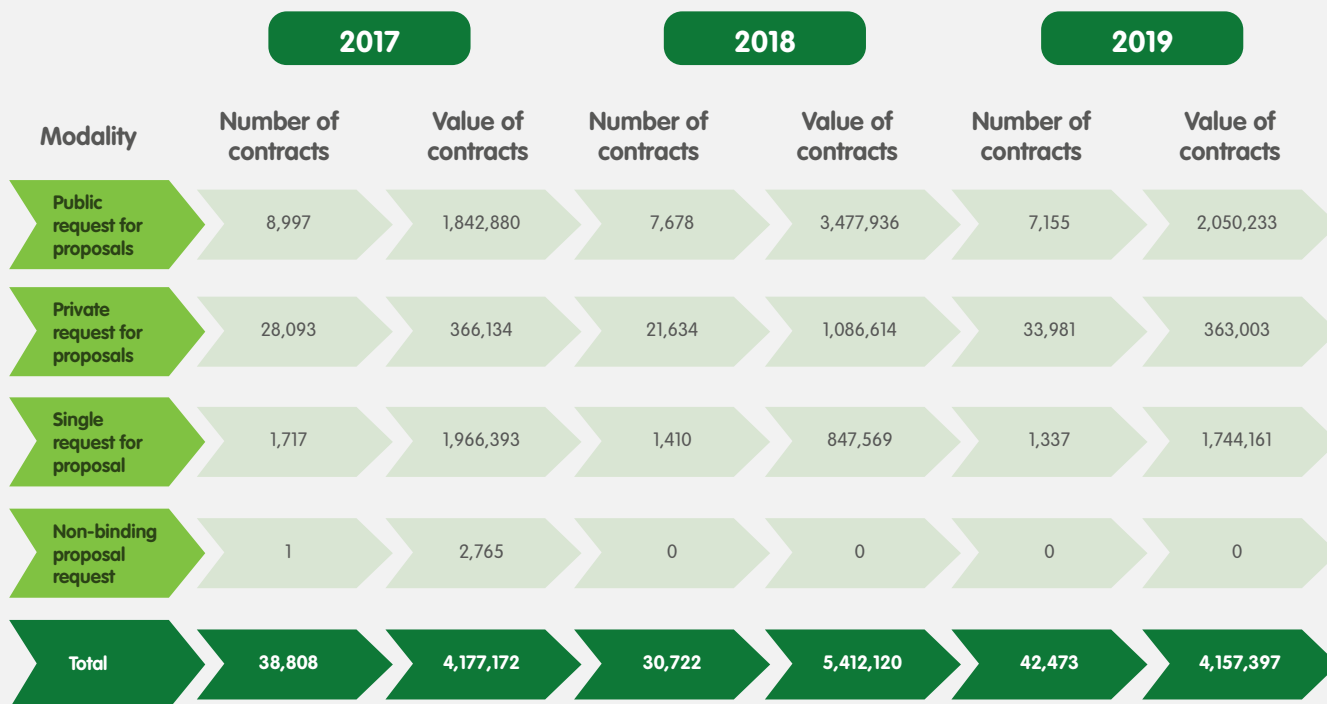 2017 2018 2019
Modality Number of contracts Value of contracts Number of contracts Value of contracts Number of contracts Value of contracts
Public request for proposals 8,997 1,842,880 7,678 3,477,936 7,155 2,050,233
Private request for proposals 28,093 366,134 21,634 1,086,614 33,981 363,003
Single request for proposal 1,717 1,966,393 1,410 847,569 1,337 1,744,161
Non-binding proposal request 1 2,765 0 0 0 0
Total 38,808 4,177,172 30,722 5,412,120 42,473 4,157,397